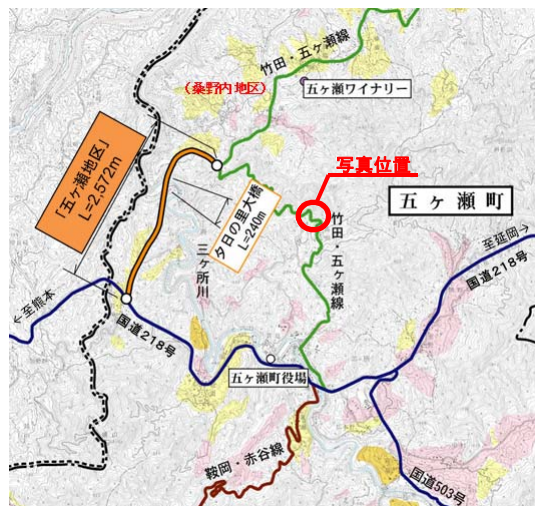 竹田・五ヶ瀬線
（桑野内地区）
五ヶ瀬ワイナリー
「五ヶ瀬地区」
L=2,572m
写真位置
夕日の里大橋
L=240m
五ヶ瀬町
竹田・五ヶ瀬線
三ヶ所川
至延岡→
国道218号
←至熊本
国道218号
五ヶ瀬町役場
鞍岡・赤谷線
国道503号